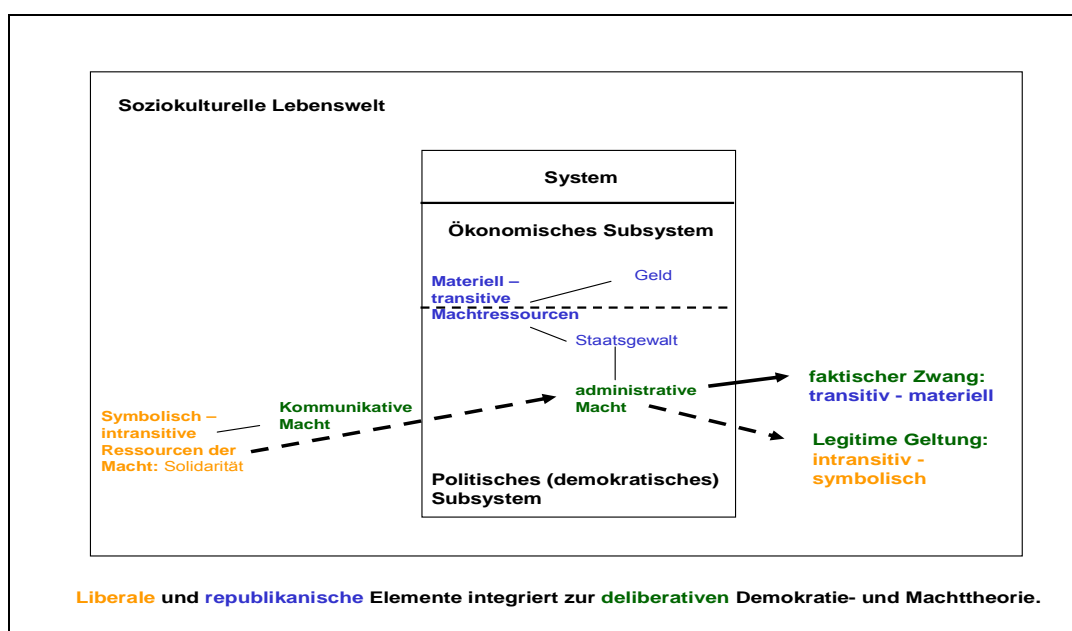 Soziokulturelle Lebenswelt
System
Ökonomisches Subsystem
Materiell –
transitive
Machtressourcen
Geld
Staatsgewalt
administrative
Macht
Kommunikative
Macht
Symbolisch –
intransitive
Ressourcen der
Macht: Solidarität
faktischer Zwang:
transitiv - materiell
Legitime Geltung:
intransitiv -
symbolisch
Politisches (demokratisches)
Subsystem
Liberale und republikanische Elemente integriert zur deliberativen Demokratie- und Machttheorie.